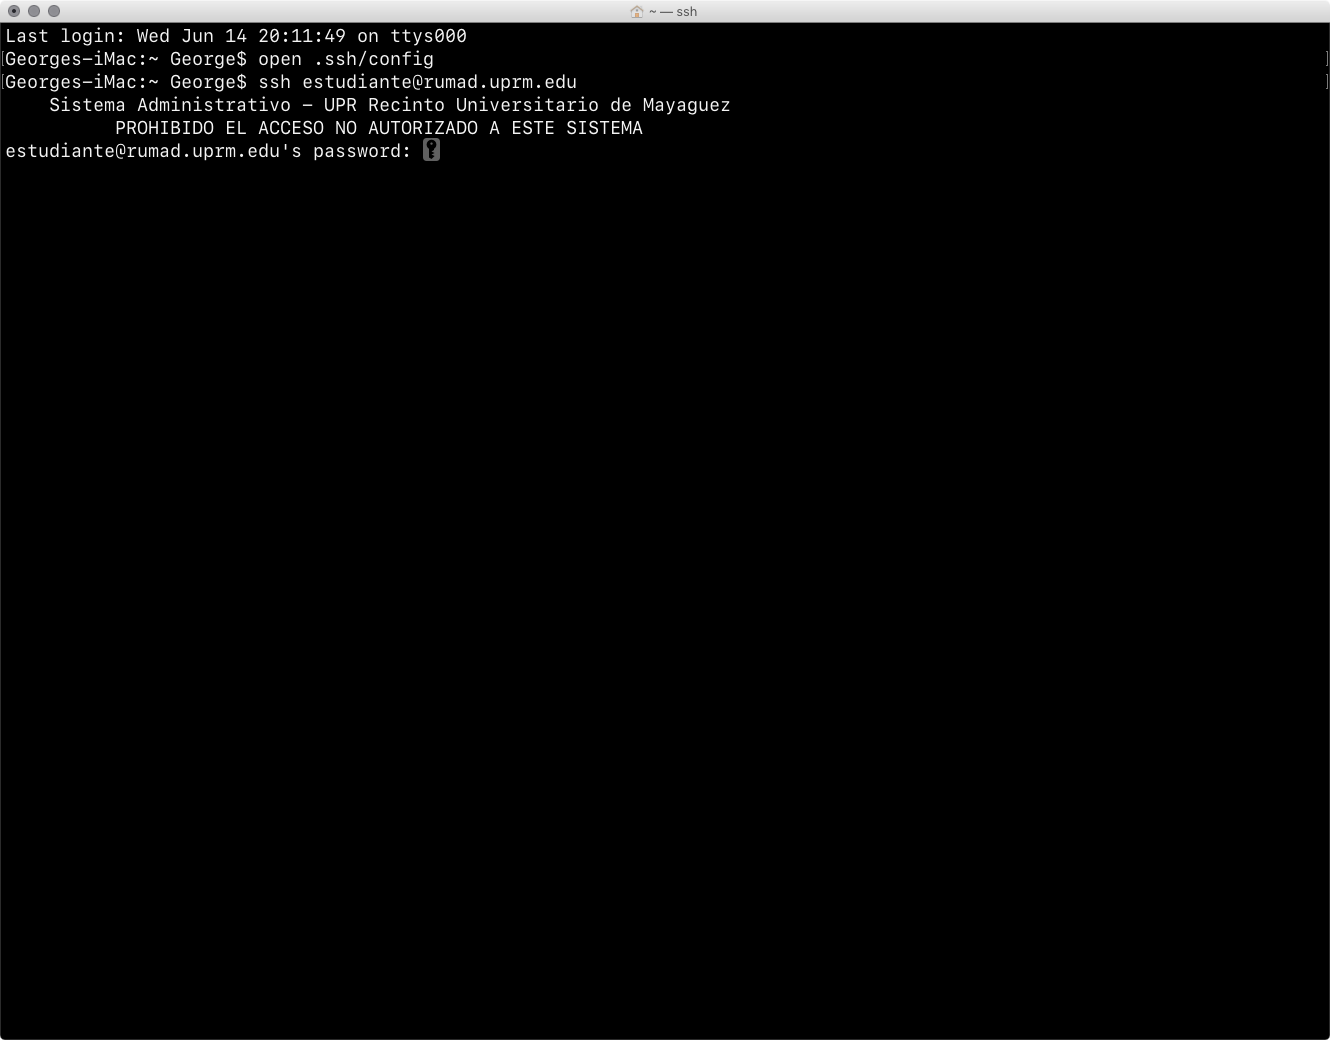 ~ — ssh
Last login: Wed Jun 14 20:11:49 on ttys000
[Georges-iMac:~ George$ open .ssh/config ]
[Georges-iMac:~ George$ ssh estudiante@rumad.uprm.edu ]
    Sistema Administrativo - UPR Recinto Universitario de Mayaguez
          PROHIBIDO EL ACCESO NO AUTORIZADO A ESTE SISTEMA
estudiante@rumad.uprm.edu's password: